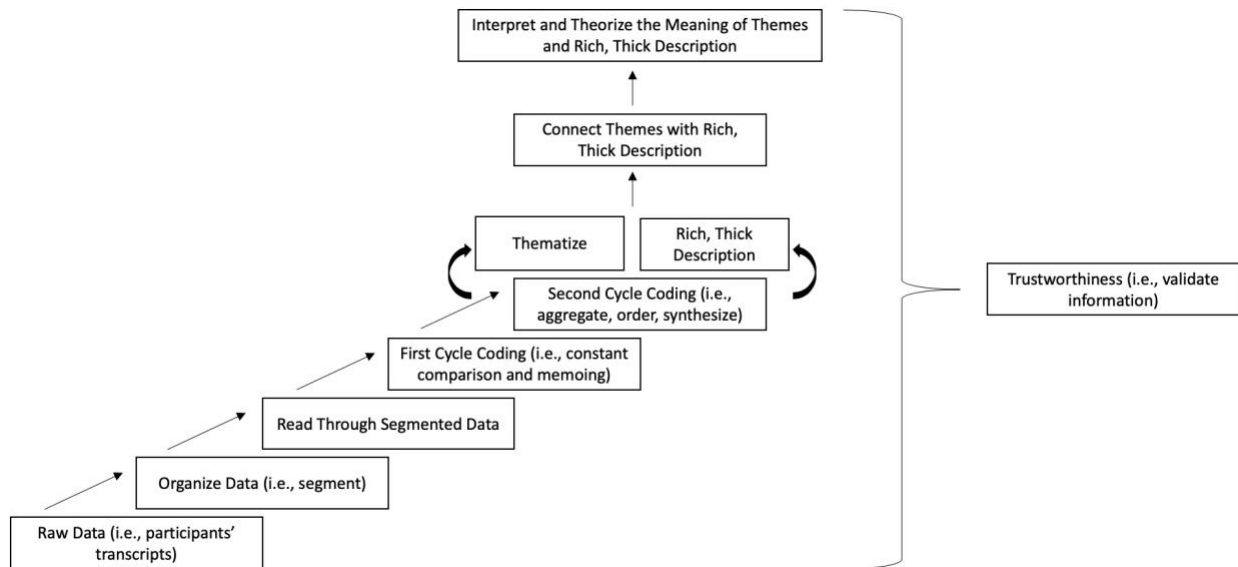 Interpret and Theorize the Meaning of Themes
and Rich, Thick Description
Connect Themes with Rich,
Thick Description
Thematize
Rich, Thick
Description
Second Cycle Coding (i.e.,
aggregate, order, synthesize)
Trustworthiness (i.e., validate
information)
First Cycle Coding (i.e., constant
comparison and memoing)
Read Through Segmented Data
Organize Data (i.e., segment)
Raw Data (i.e., participants’
transcripts)